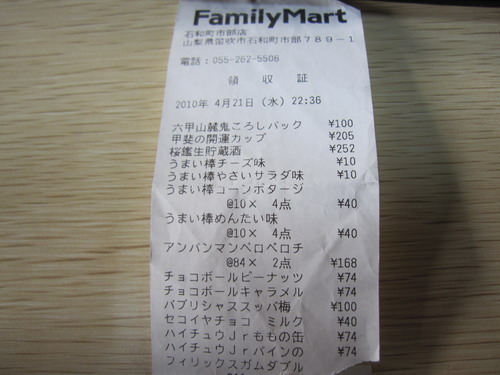 FamilyMart
石和町市部店
山梨県笛吹市石和町市部789-1
電話:055-262-5506
領収証
2010年 4月21日(水) 22:36
六甲山麓鬼ころしパック ¥100
甲斐の開運カップ ¥205
桜鑑生貯蔵酒 ¥252
うまい棒チーズ味 ¥10
うまい棒やさいサラダ味 ¥10
うまい棒コーンポタージ
@10× 4点 ¥40
うまい棒めんたい味
@10× 4点 ¥40
アンパンマンペロペロチ
@84× 2点 ¥168
チョコボールピーナッツ ¥74
チョコボールキャラメル ¥74
パブリシャススッパ梅 ¥100
セコイヤチョコ ミルク ¥40
ハイチュウJrももの缶 ¥74
ハイチュウJrパインの ¥74
フィリックスガムダブル